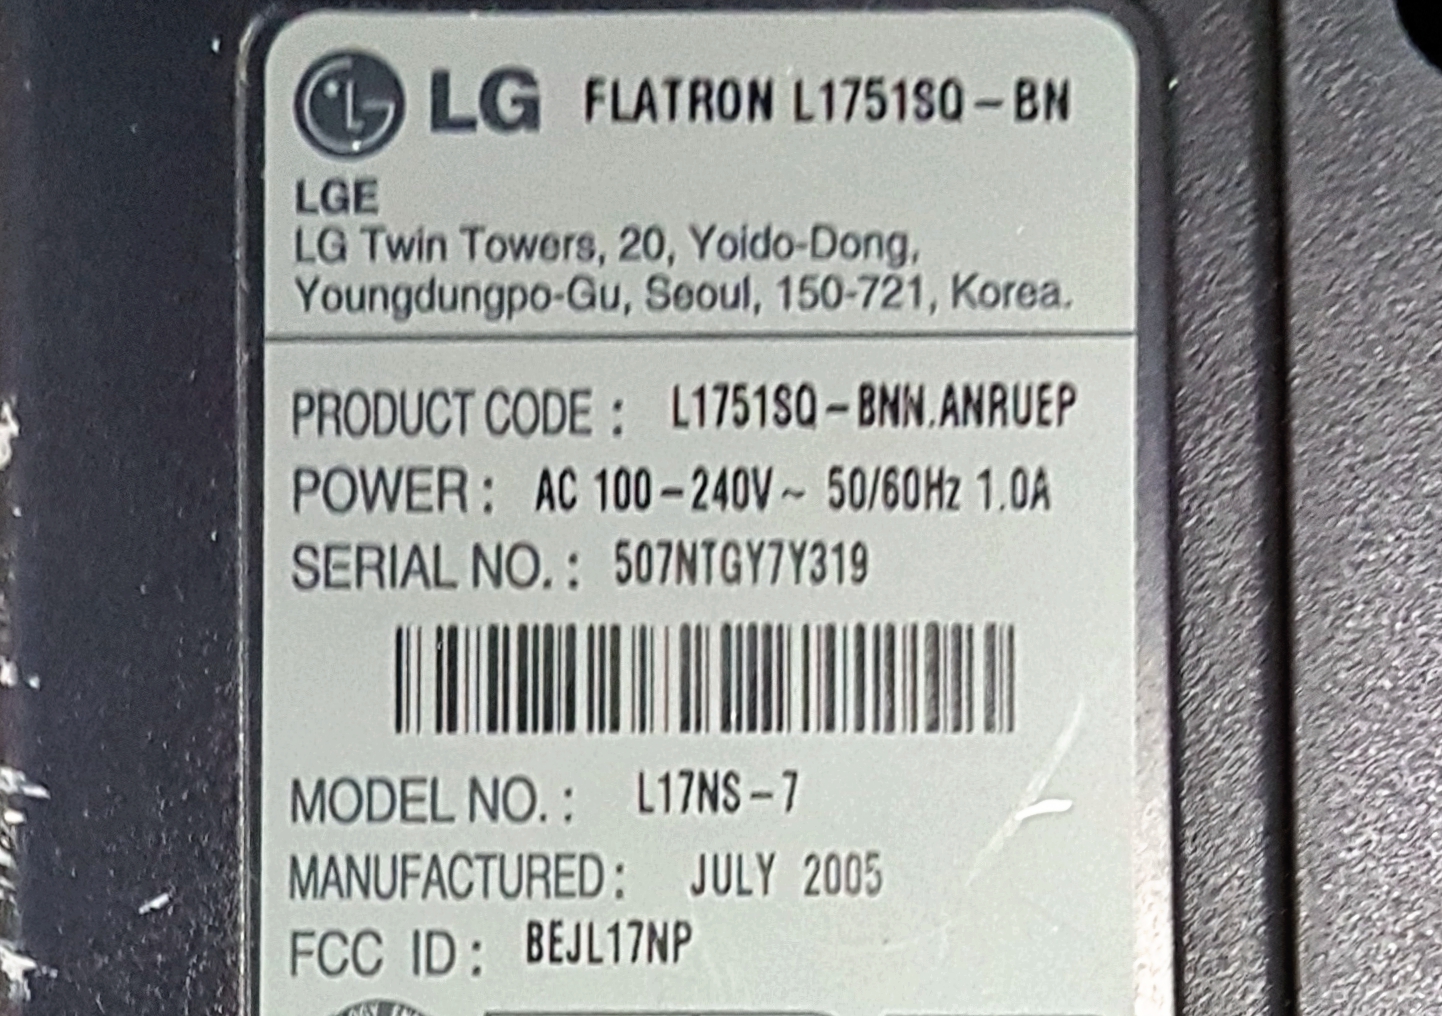 LG FLATRON L1751SQ-BN
LGE
LG Twin Towers, 20, Yoido-Dong,
Youngdungpo-Gu, Seoul, 150-721, Korea.
PRODUCT CODE : L1751SQ-BNN.ANRUEP
POWER : AC 100-240V~ 50/60Hz 1.0A
SERIAL NO. : 507NTGY7Y319
MODEL NO. : L17NS-7
MANUFACTURED : JULY 2005
FCC ID : BEJL17NP